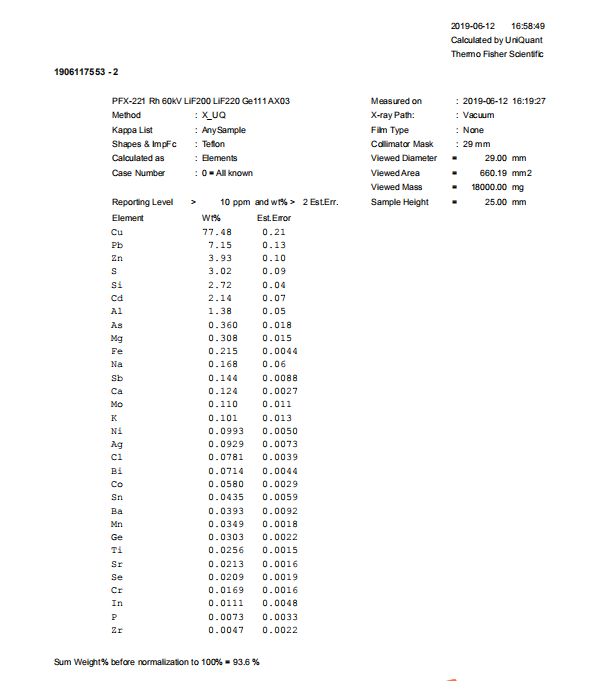 2019-06-12 16:58:49
Calculated by UniQuant
Thermo Fisher Scientific
1906117553 - 2
PFX-221 Rh 60kV LiF200 LiF220 Ge111 AX03 Measured on : 2019-06-12 16:19:27
Method : X_UQ X-ray Path: : Vacuum
Kappa List : AnySample Film Type : None
Shapes & ImpFc : Teflon Collimator Mask : 29 mm
Calculated as : Elements Viewed Diameter = 29.00 mm
Case Number : 0 = All known Viewed Area = 660.19 mm2
Viewed Mass = 18000.00 mg
Reporting Level > 10 ppm and wt% > 2 Est.Err. Sample Height = 25.00 mm
Element Wt% Est.Error
Cu 77.48 0.21
Pb 7.15 0.13
Zn 3.93 0.10
S 3.02 0.09
Si 2.72 0.04
Cd 2.14 0.07
Al 1.38 0.05
As 0.360 0.018
Mg 0.308 0.015
Fe 0.215 0.0044
Na 0.168 0.06
Sb 0.144 0.0088
Ca 0.124 0.0027
Mo 0.110 0.011
K 0.101 0.013
Ni 0.0993 0.0050
Ag 0.0929 0.0073
Cl 0.0781 0.0039
Bi 0.0714 0.0044
Co 0.0580 0.0029
Sn 0.0435 0.0059
Ba 0.0393 0.0092
Mn 0.0349 0.0018
Ge 0.0303 0.0022
Ti 0.0256 0.0015
Sr 0.0213 0.0016
Se 0.0209 0.0019
Cr 0.0169 0.0016
In 0.0111 0.0048
P 0.0073 0.0033
Zr 0.0047 0.0022
Sum Weight% before normalization to 100% = 93.6 %